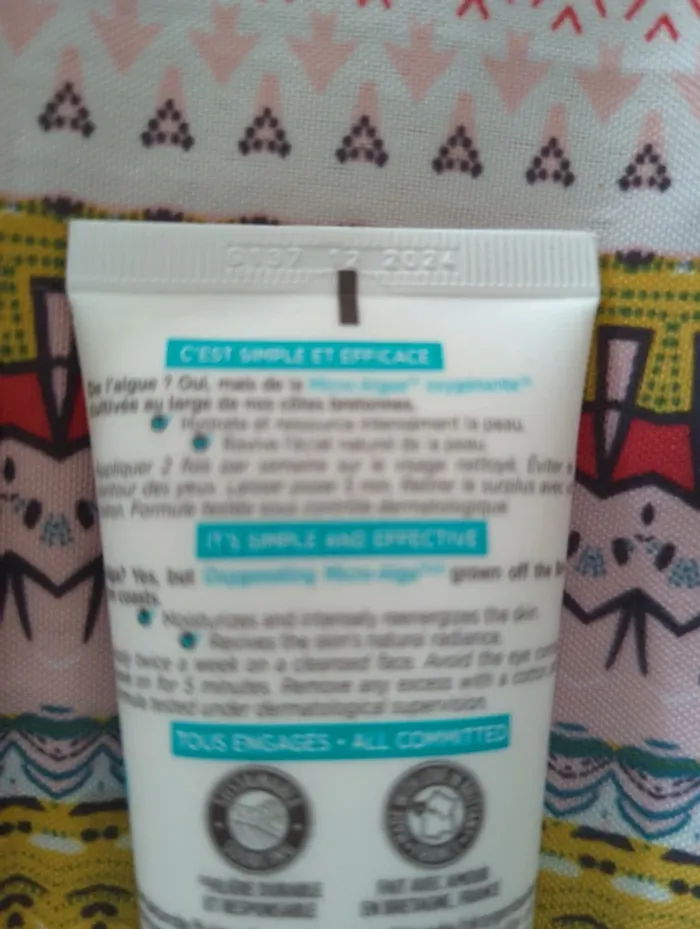 12 2024
C'EST SIMPLE ET EFFICACE
De l'algue ? Oui, mais de la Micro-Algue oxygénante
cultivée au large de nos côtes bretonnes.
Hydrate et ressource intensément la peau.
Ravive l'éclat naturel de la peau.
Appliquer 2 fois par semaine sur le visage nettoyé. Éviter
contour des yeux. Laisser poser 5 min. Retirer le surplus avec
Formule testée sous contrôle dermatologique
IT'S SIMPLE AND EFFECTIVE
Yes, but Oxygenating Micro-Algae grown off the
coasts.
Moisturizes and intensely reenergizes the skin.
Revives the skin's natural radiance.
twice a week on a cleansed face. Avoid the eye
on for 5 minutes. Remove any excess with a cotton
tested under dermatological supervision.
TOUS ENGAGÉS • ALL COMMITTED
FILIÈRE DURABLE
ET RESPONSABLE
FAIT AVEC AMOUR
EN BRETAGNE, FRANCE